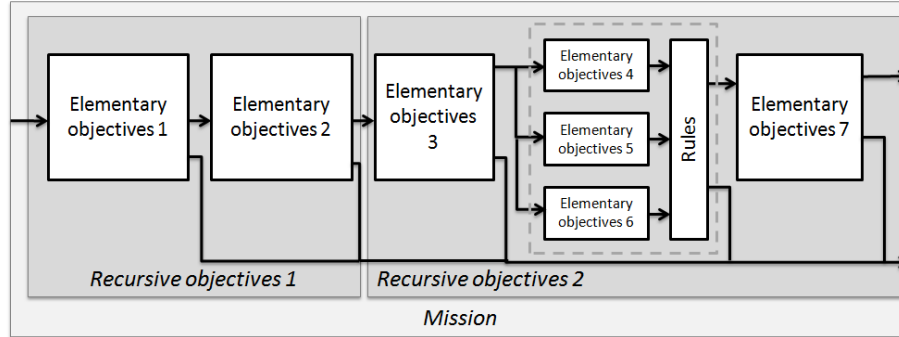 Elementary
objectives 1
Elementary
objectives 2
Elementary
objectives
3
Elementary
objectives 4
Elementary
objectives 5
Elementary
objectives 6
Rules
Elementary
objectives 7
Recursive objectives 1
Recursive objectives 2
Mission